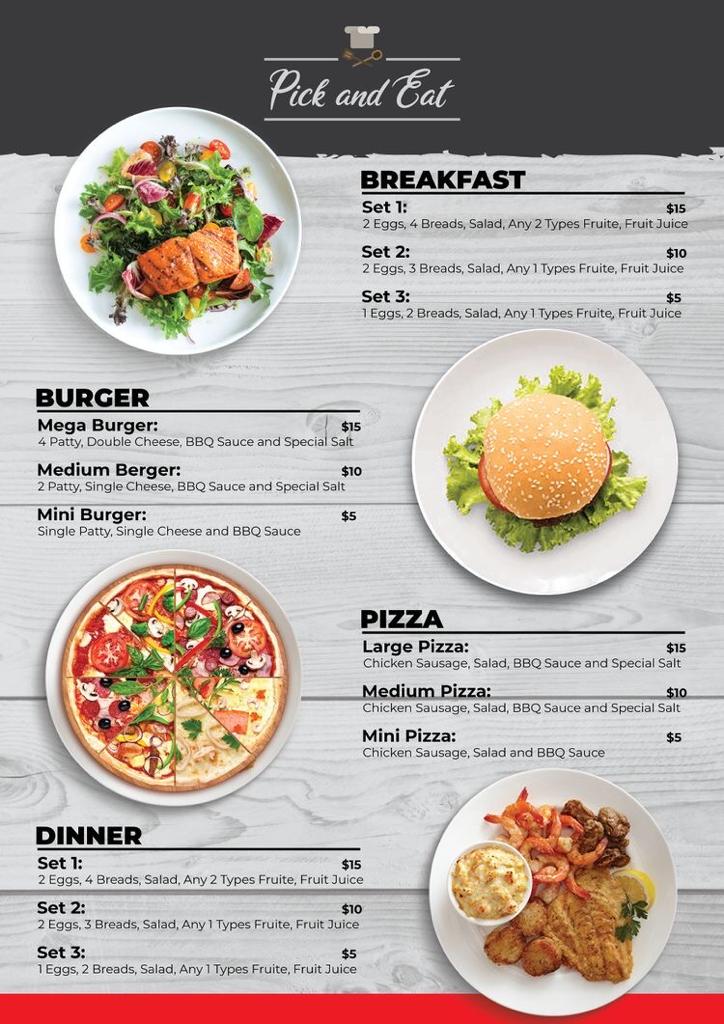 Pick and Eat
BREAKFAST
Set 1: $15
2 Eggs, 4 Breads, Salad, Any 2 Types Fruite, Fruit Juice
Set 2: $10
2 Eggs, 3 Breads, Salad, Any 1 Types Fruite, Fruit Juice
Set 3: $5
1 Eggs, 2 Breads, Salad, Any 1 Types Fruite, Fruit Juice
BURGER
Mega Burger: $15
4 Patty, Double Cheese, BBQ Sauce and Special Salt
Medium Berger: $10
2 Patty, Single Cheese, BBQ Sauce and Special Salt
Mini Burger: $5
Single Patty, Single Cheese and BBQ Sauce
PIZZA
Large Pizza: $15
Chicken Sausage, Salad, BBQ Sauce and Special Salt
Medium Pizza: $10
Chicken Sausage, Salad, BBQ Sauce and Special Salt
Mini Pizza: $5
Chicken Sausage, Salad and BBQ Sauce
DINNER
Set 1: $15
2 Eggs, 4 Breads, Salad, Any 2 Types Fruite, Fruit Juice
Set 2: $10
2 Eggs, 3 Breads, Salad, Any 1 Types Fruite, Fruit Juice
Set 3: $5
1 Eggs, 2 Breads, Salad, Any 1 Types Fruite, Fruit Juice